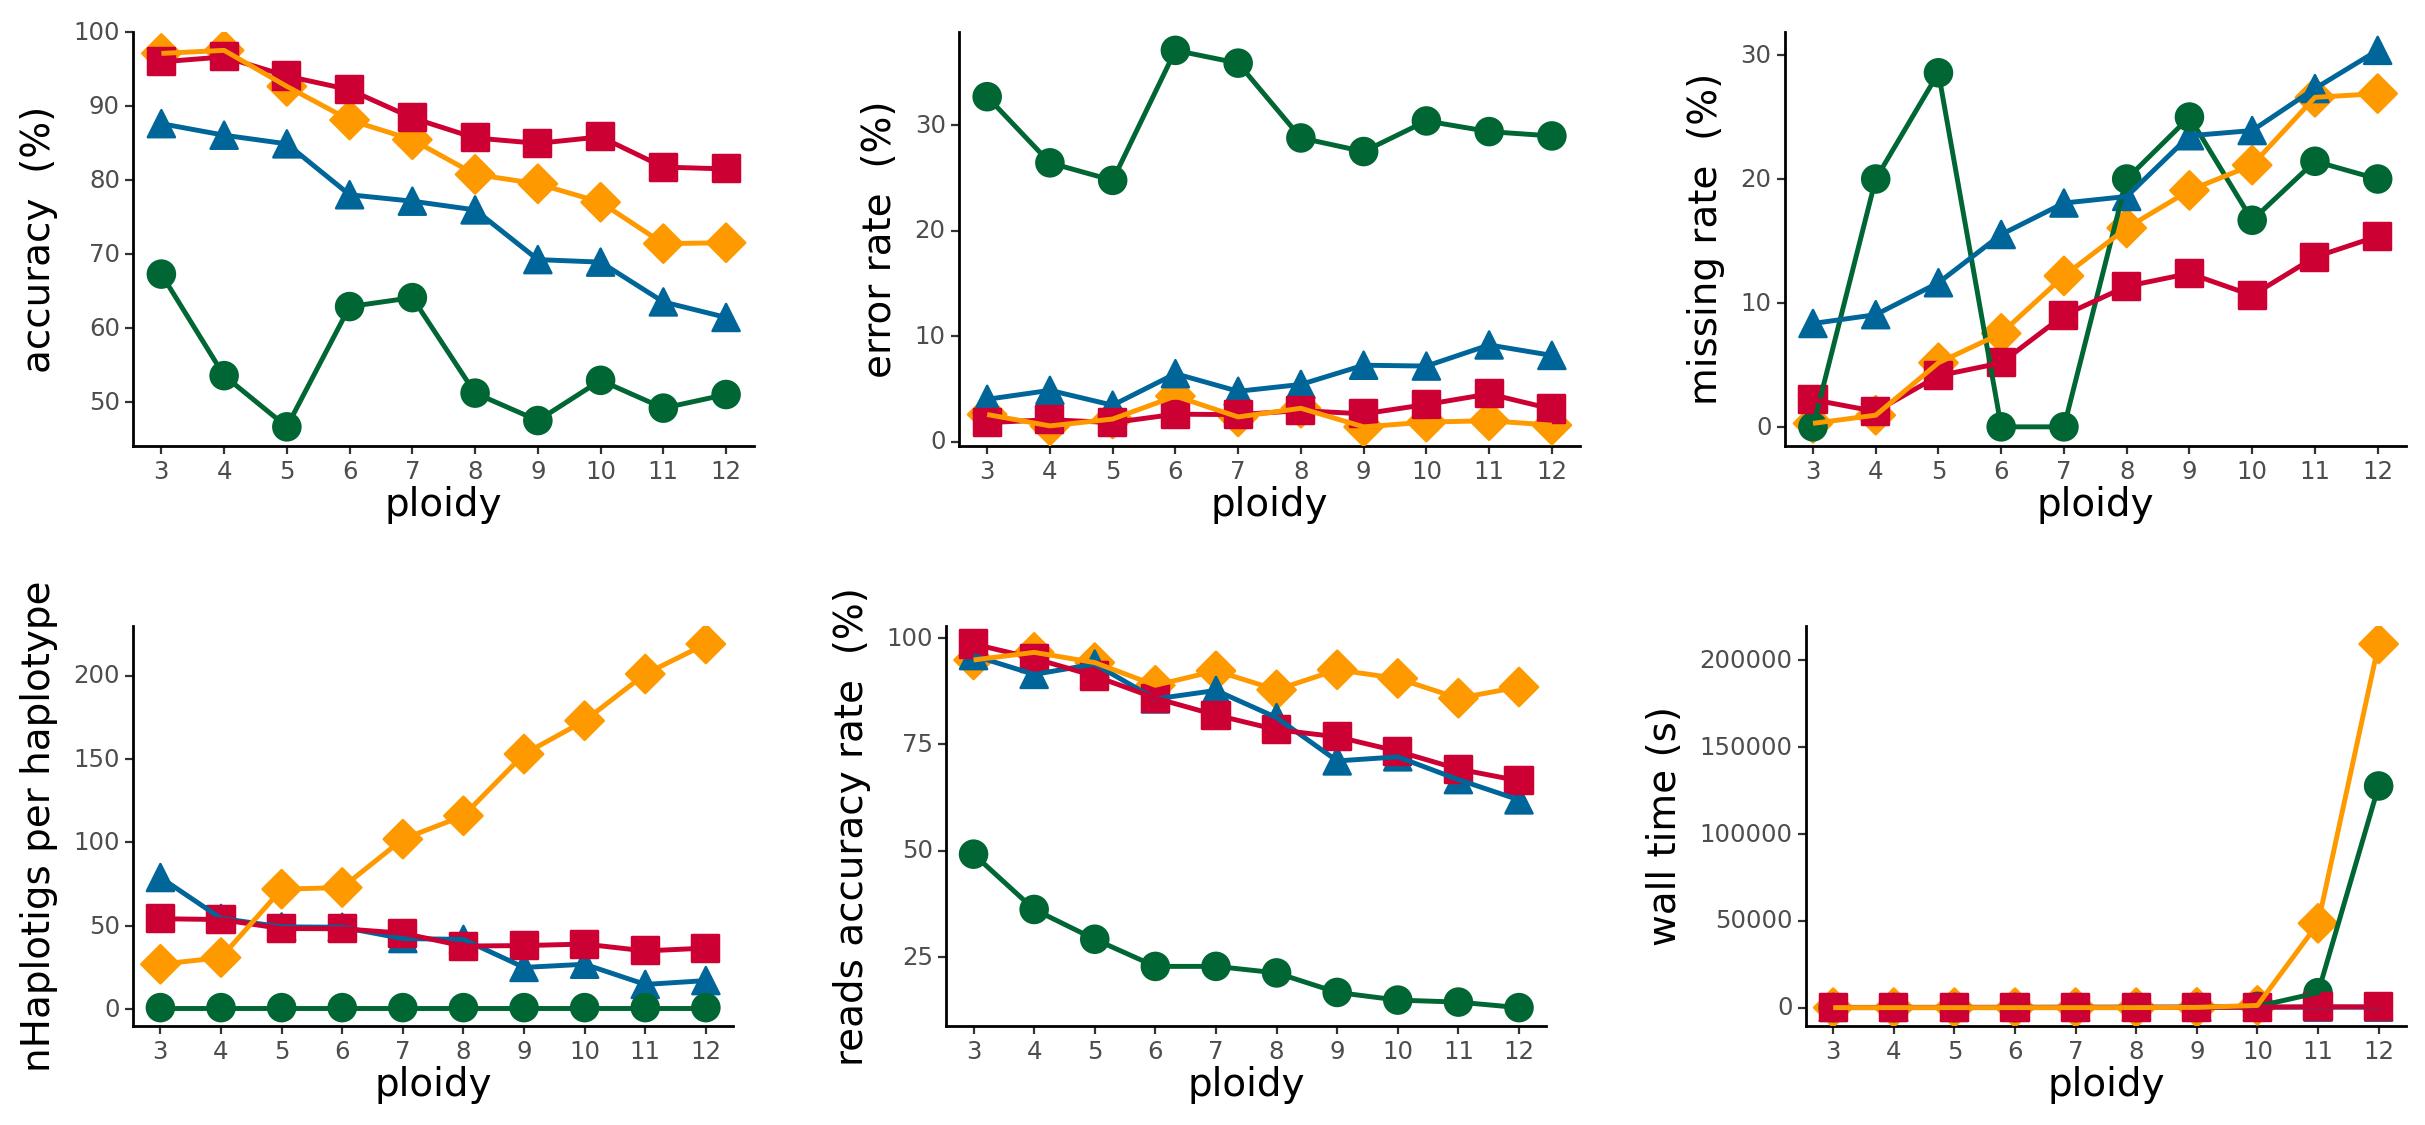 accuracy (%)
100
90
80
70
60
50
3 4 5 6 7 8 9 10 11 12
ploidy
error rate (%)
30
20
10
0
3 4 5 6 7 8 9 10 11 12
ploidy
missing rate (%)
30
20
10
0
3 4 5 6 7 8 9 10 11 12
ploidy
nHaplotigs per haplotype
200
150
100
50
0
3 4 5 6 7 8 9 10 11 12
ploidy
reads accuracy rate (%)
100
75
50
25
3 4 5 6 7 8 9 10 11 12
ploidy
wall time (s)
200000
150000
100000
50000
0
3 4 5 6 7 8 9 10 11 12
ploidy